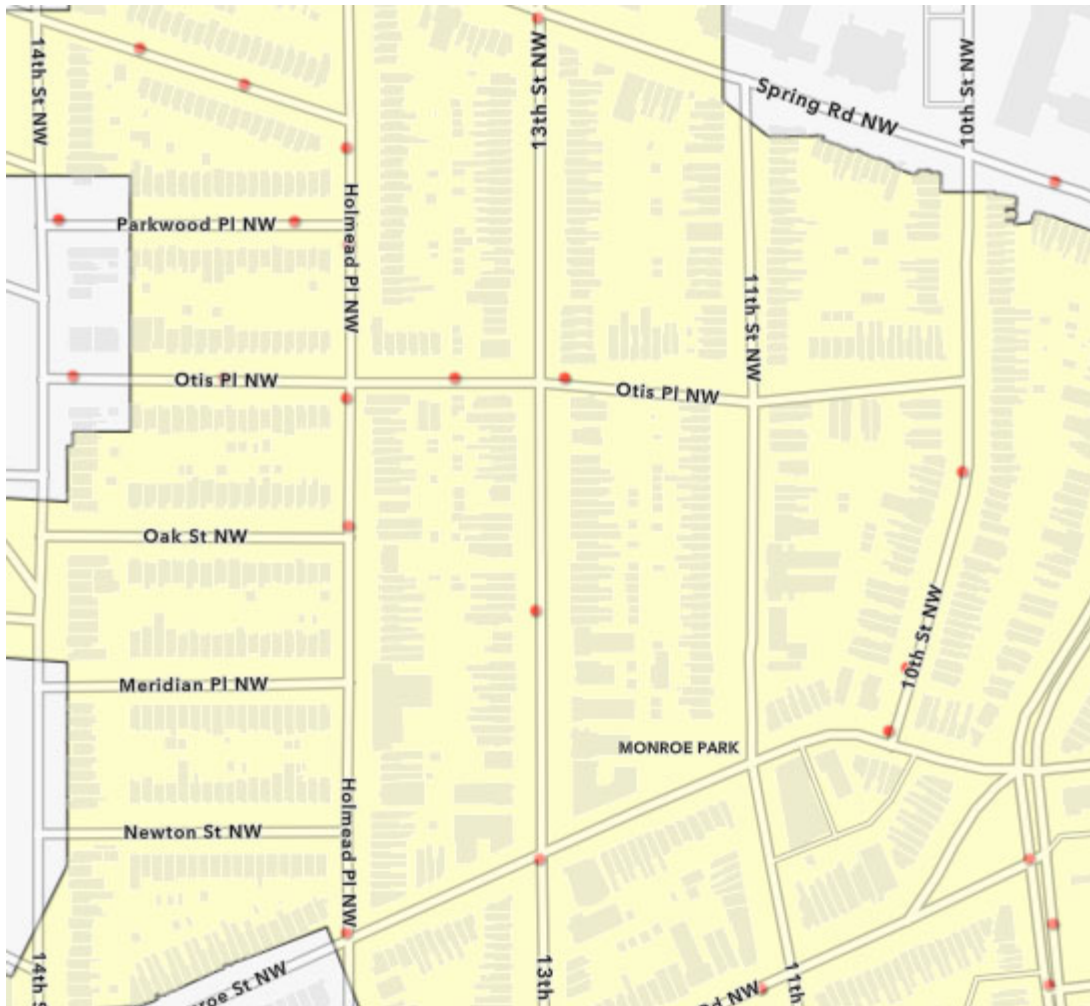 14th St NW
13th St NW
Spring Rd NW
10th St NW
Holmead Pl NW
Parkwood Pl NW
11th St NW
Otis Pl NW
Otis Pl NW
Oak St NW
10th St NW
Meridian Pl NW
MONROE PARK
Holmead Pl NW
Newton St NW
14th S
roe St NW
13th
d NW
11th